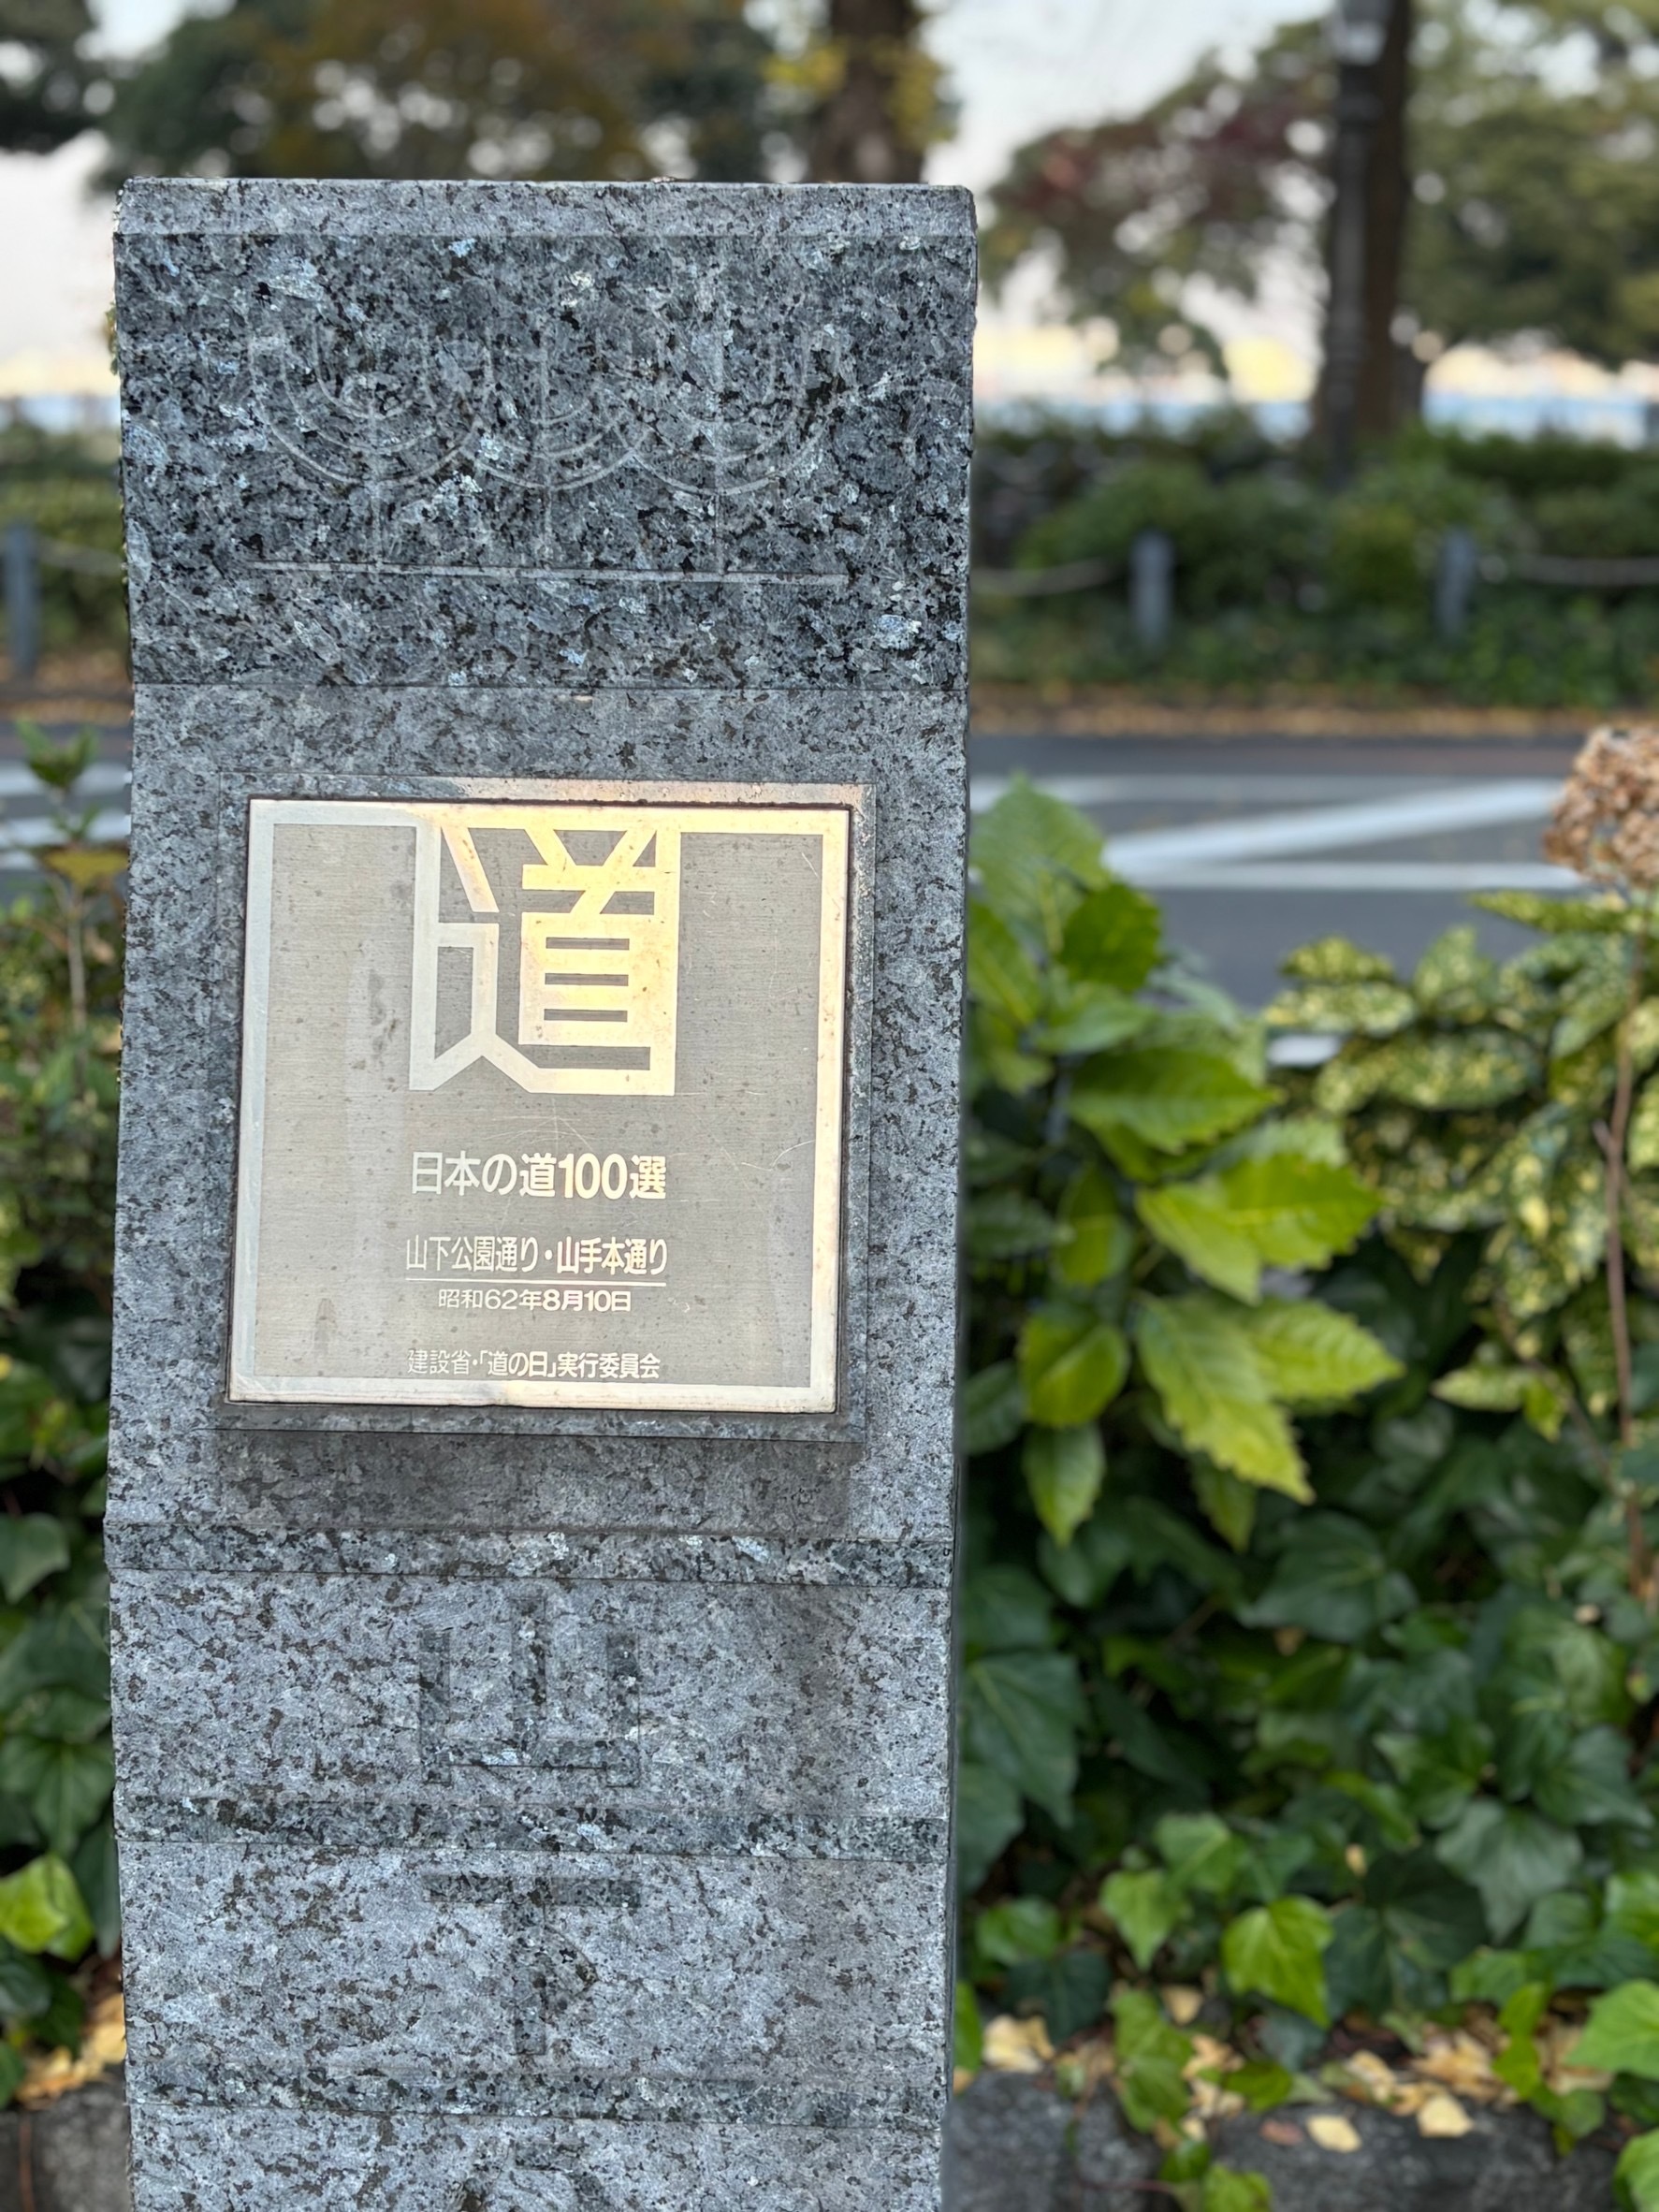 道
日本の道100選
山下公園通り・山手本通り
昭和62年8月10日
建設省・「道の日」実行委員会
山
下